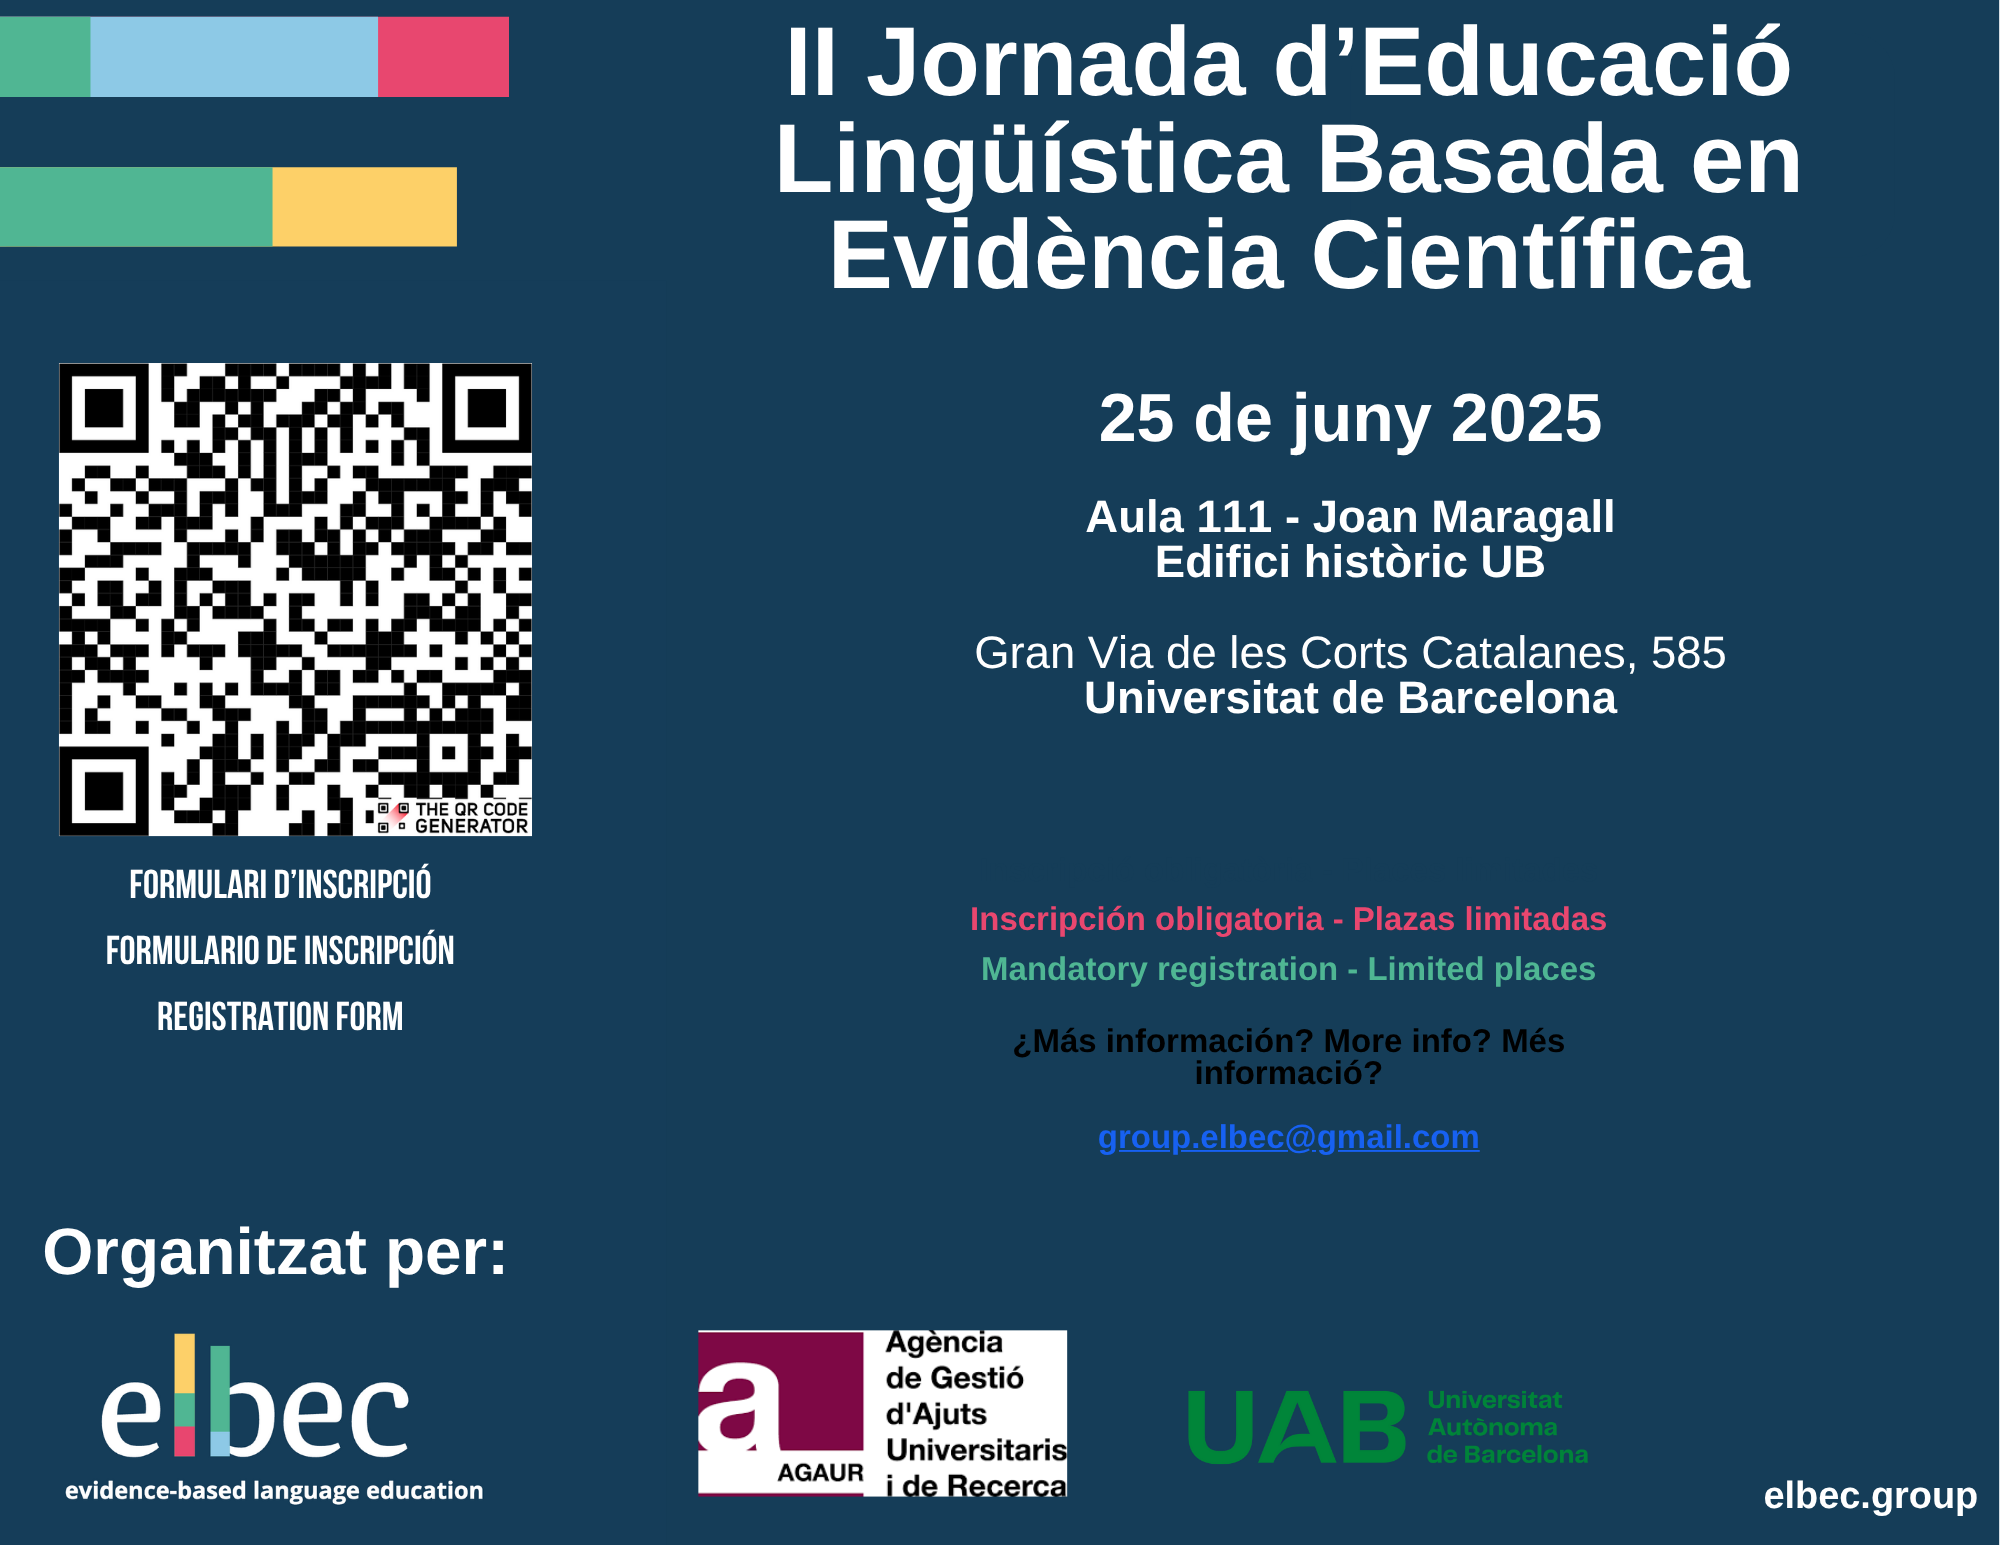 II Jornada d’Educació
Lingüística Basada en
Evidència Científica
25 de juny 2025
Aula 111 - Joan Maragall
Edifici històric UB
Gran Via de les Corts Catalanes, 585
Universitat de Barcelona
THE QR CODE
GENERATOR
FORMULARI D’INSCRIPCIÓ
FORMULARIO DE INSCRIPCIÓN
REGISTRATION FORM
Inscripción obligatoria - Plazas limitadas
Mandatory registration - Limited places
¿Más información? More info? Més
informació?
group.elbec@gmail.com
Organitzat per:
elbec
evidence-based language education
a
AGAUR
Agència
de Gestió
d'Ajuts
Universitaris
i de Recerca
UAB
Universitat
Autònoma
de Barcelona
elbec.group